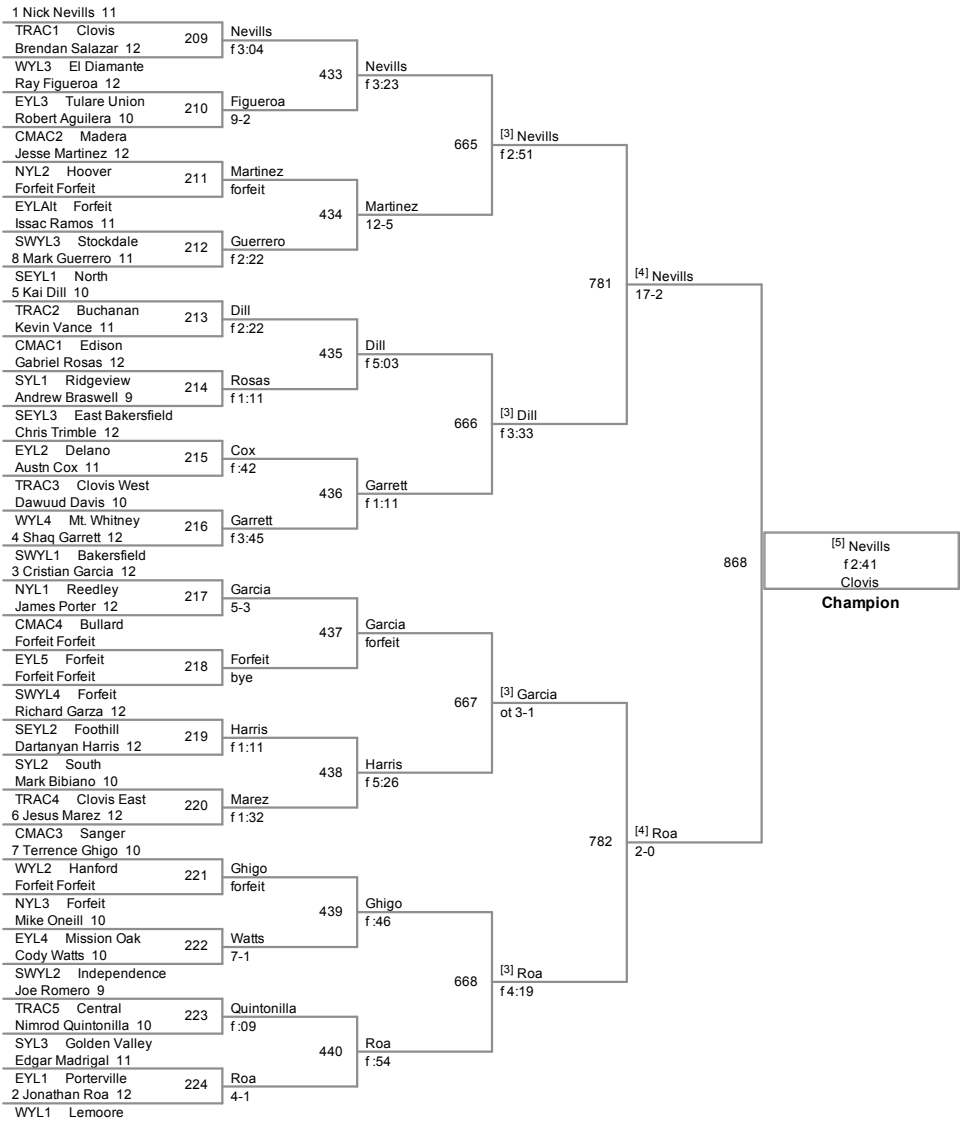 1 Nick Nevills 11
TRAC1 Clovis
Brendan Salazar 12
WYL3 El Diamante
Ray Figueroa 12
EYL3 Tulare Union
Robert Aguilera 10
CMAC2 Madera
Jesse Martinez 12
NYL2 Hoover
Forfeit Forfeit
EYLAlt Forfeit
Issac Ramos 11
SWYL3 Stockdale
8 Mark Guerrero 11
SEYL1 North
5 Kai Dill 10
TRAC2 Buchanan
Kevin Vance 11
CMAC1 Edison
Gabriel Rosas 12
SYL1 Ridgeview
Andrew Braswell 9
SEYL3 East Bakersfield
Chris Trimble 12
EYL2 Delano
Austn Cox 11
TRAC3 Clovis West
Dawuud Davis 10
WYL4 Mt. Whitney
4 Shaq Garrett 12
SWYL1 Bakersfield
3 Cristian Garcia 12
NYL1 Reedley
James Porter 12
CMAC4 Bullard
Forfeit Forfeit
EYL5 Forfeit
Forfeit Forfeit
SWYL4 Forfeit
Richard Garza 12
SEYL2 Foothill
Dartanyan Harris 12
SYL2 South
Mark Bibiano 10
TRAC4 Clovis East
6 Jesus Marez 12
CMAC3 Sanger
7 Terrence Ghigo 10
WYL2 Hanford
Forfeit Forfeit
NYL3 Forfeit
Mike Oneill 10
EYL4 Mission Oak
Cody Watts 10
SWYL2 Independence
Joe Romero 9
TRAC5 Central
Nimrod Quintonilla 10
SYL3 Golden Valley
Edgar Madrigal 11
EYL1 Porterville
2 Jonathan Roa 12
WYL1 Lemoore
209
210
211
212
213
214
215
216
217
218
219
220
221
222
223
224
Nevills
f 3:04
Figueroa
9-2
Martinez
forfeit
Guerrero
f 2:22
Dill
f 2:22
Rosas
f 1:11
Cox
f :42
Garrett
f 3:45
Garcia
5-3
Forfeit
bye
Harris
f 1:11
Marez
f 1:32
Ghigo
forfeit
Watts
7-1
Quintonilla
f :09
Roa
4-1
433
434
435
436
437
438
439
440
Nevills
f 3:23
Martinez
12-5
Dill
f 5:03
Garrett
f 1:11
Garcia
forfeit
Harris
f 5:26
Ghigo
f :46
Roa
f :54
665
666
667
668
[3] Nevills
f 2:51
[3] Dill
f 3:33
[3] Garcia
ot 3-1
[3] Roa
f 4:19
781
782
[4] Nevills
17-2
[4] Roa
2-0
868
[5] Nevills
f 2:41
Clovis
Champion